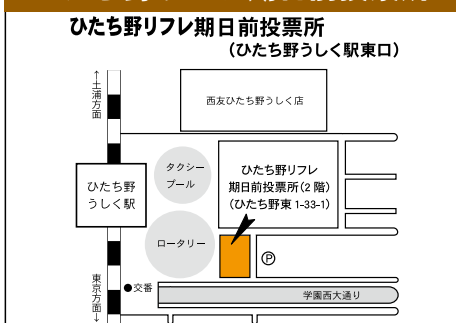 ひたち野リフレ期日前投票所
(ひたち野うしく駅東口)
←土浦方面
西友ひたち野うしく店
タクシー
プール
ひたち野リフレ
期日前投票所(2階)
(ひたち野東1-33-1)
ひたち野
うしく駅
ロータリー
P
東京方面→
●交番
学園西大通り